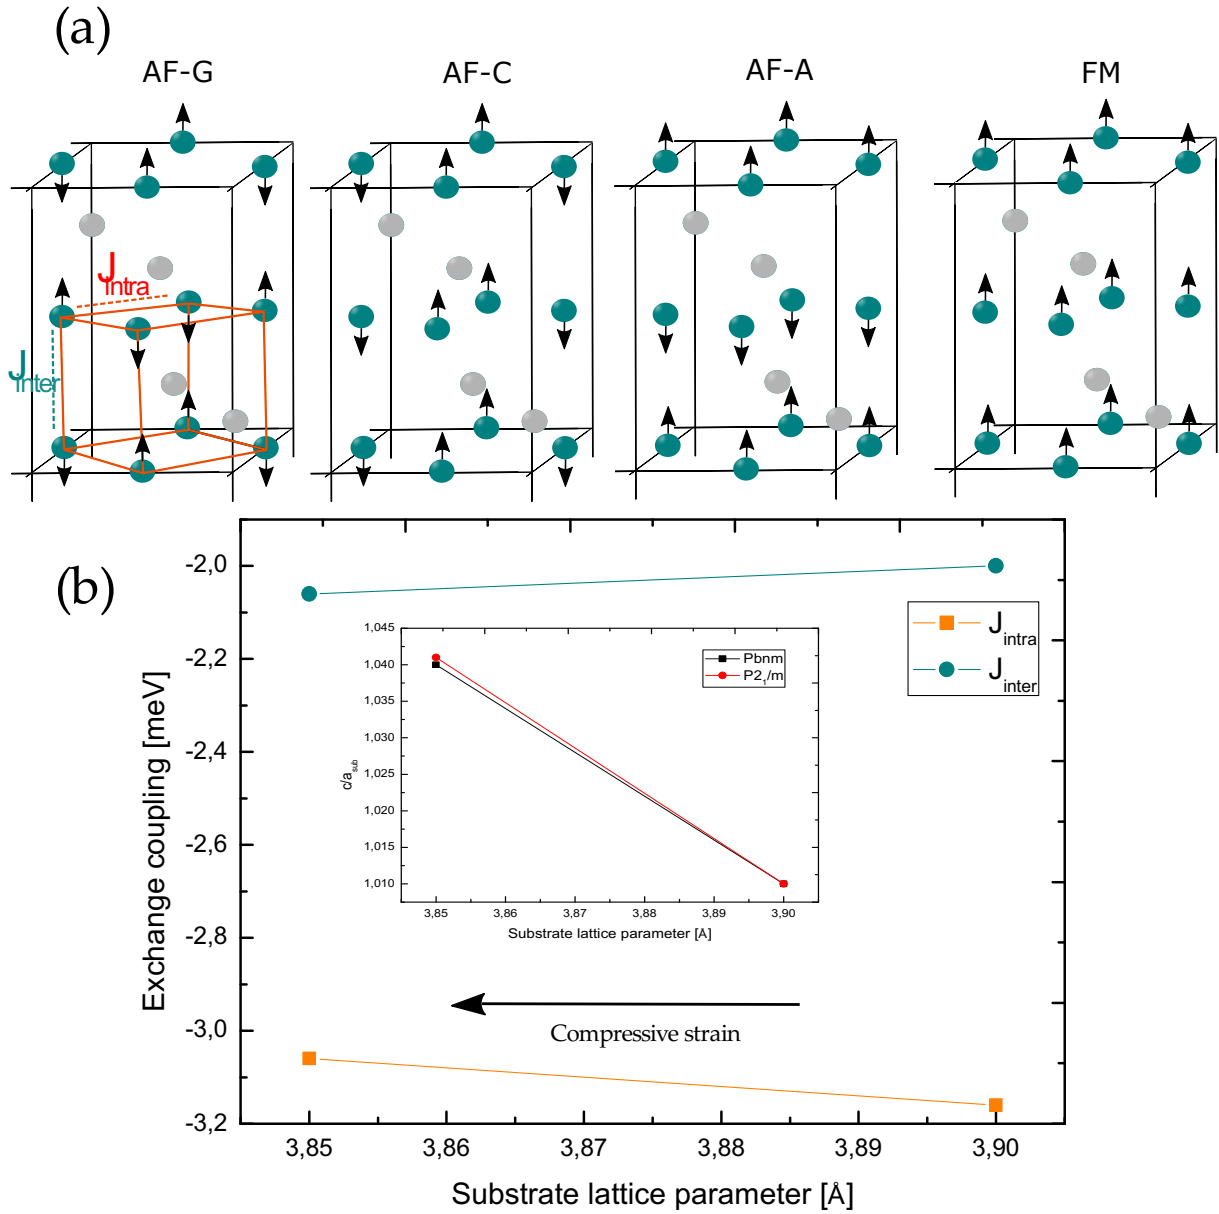 (a)
AF-G
AF-C
AF-A
FM
J intra
J inter
(b)
Exchange coupling [meV]
-2,0
-2,2
-2,4
-2,6
-2,8
-3,0
-3,2
J intra
J inter
c/a sub
1,045
1,040
1,035
1,030
1,025
1,020
1,015
1,010
Pbnm
P2₁/m
3,85 3,86 3,87 3,88 3,89 3,90
Substrate lattice parameter [Å]
Compressive strain
3,85 3,86 3,87 3,88 3,89 3,90
Substrate lattice parameter [Å]